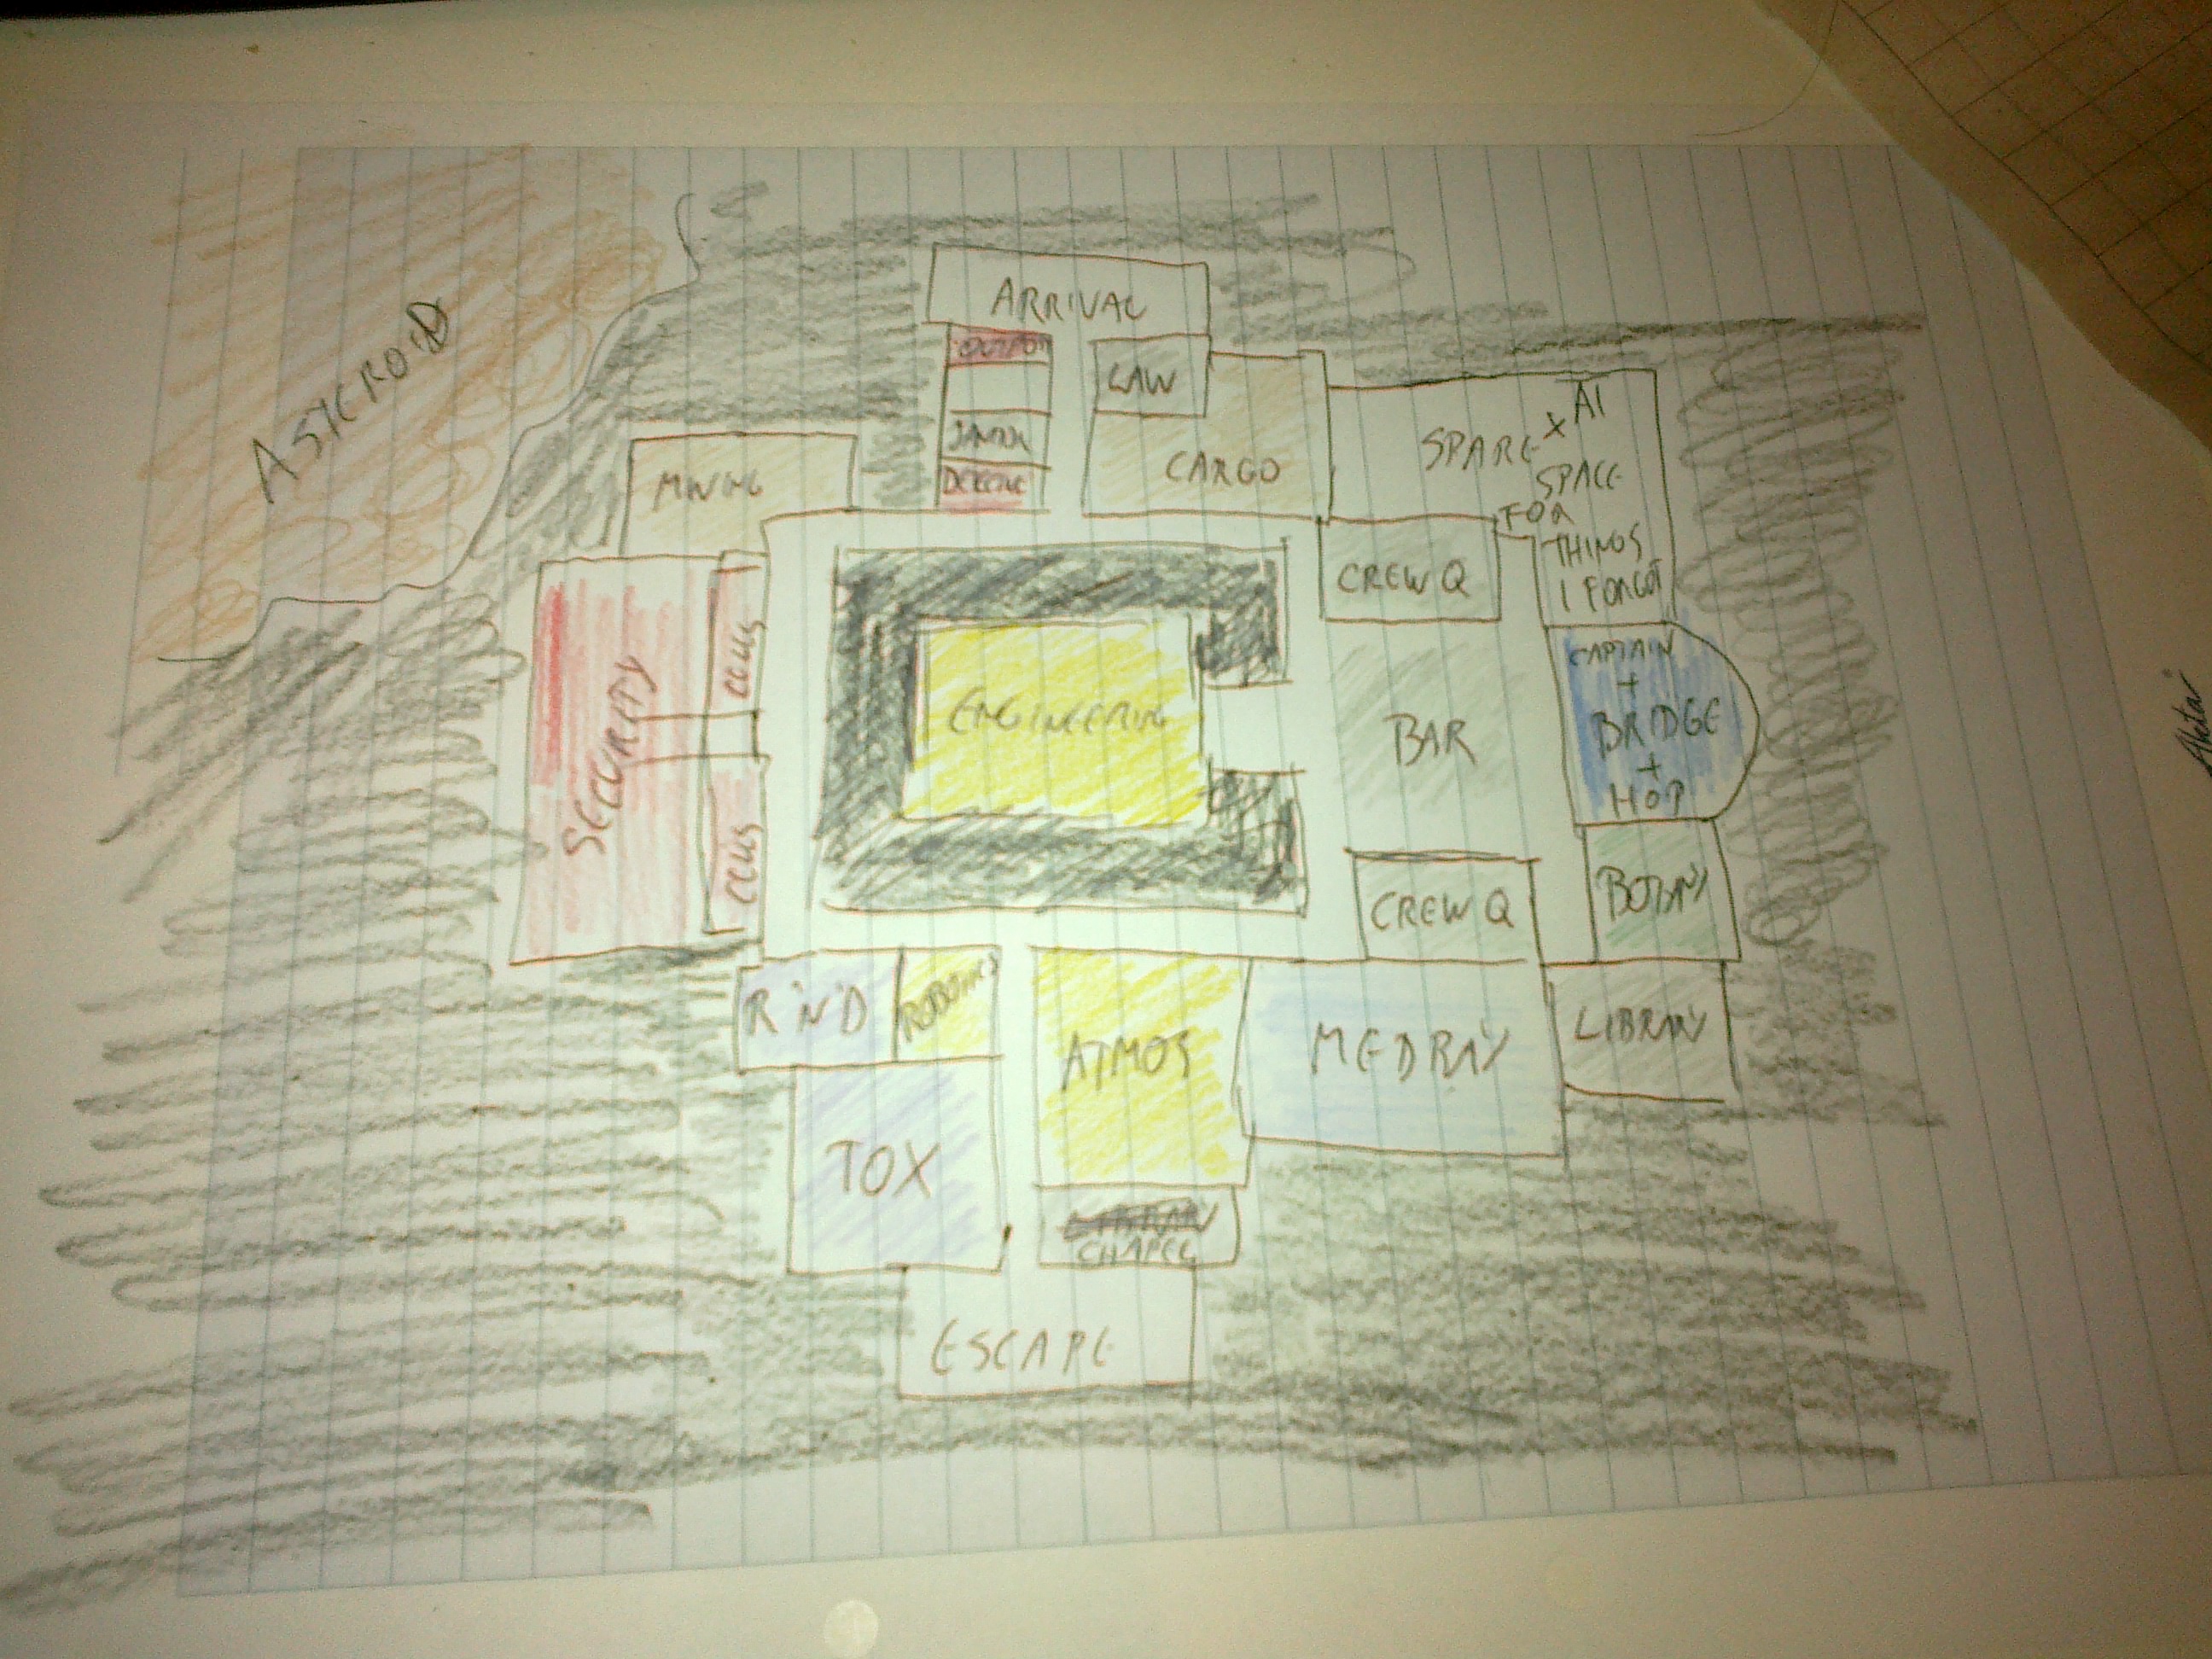 ASTEROID
ARRIVAL
LAW
CARGO
SPARE
x AI
SPACE
FOR
THINGS
I FORGOT
MINING
CREW Q
SECURITY
CELLS
CELLS
ENGINEERING
BAR
CAPTAIN
+
BRIDGE
+
HOP
CREW Q
BOTANY
R'N'D
ROBOTICS
ATMOS
MEDBAY
LIBRARY
TOX
LIBRARY
CHAPEL
ESCAPE